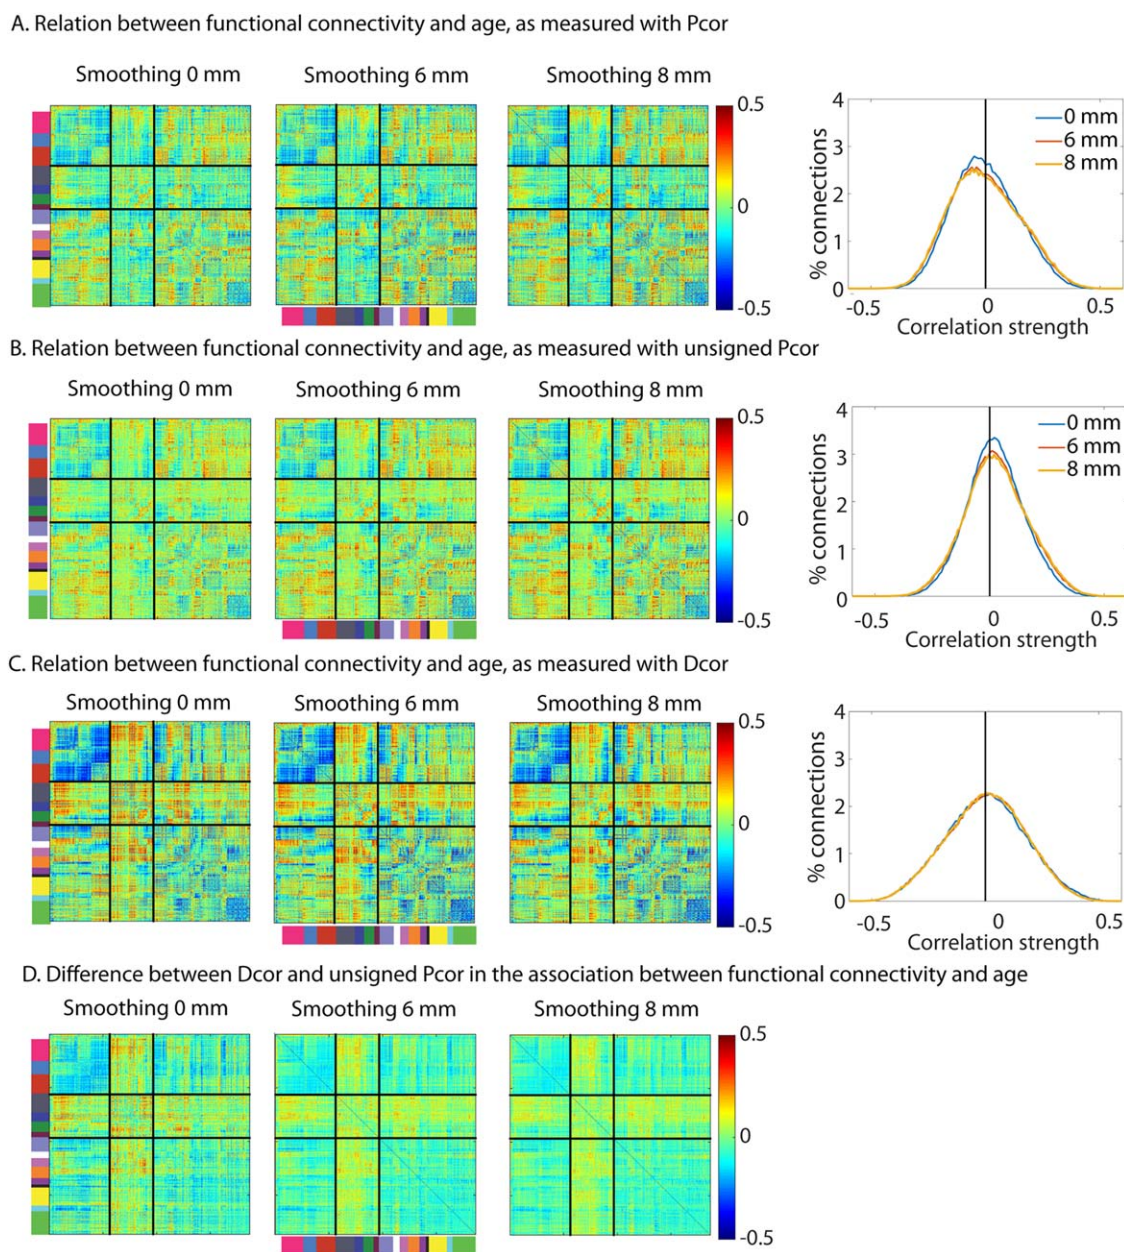 A. Relation between functional connectivity and age, as measured with Pcor
Smoothing 0 mm
Smoothing 6 mm
Smoothing 8 mm
0.5
0
-0.5
4
3
2
1
0
% connections
0 mm
6 mm
8 mm
-0.5
0
0.5
Correlation strength
B. Relation between functional connectivity and age, as measured with unsigned Pcor
Smoothing 0 mm
Smoothing 6 mm
Smoothing 8 mm
0.5
0
-0.5
4
3
2
1
0
% connections
0 mm
6 mm
8 mm
-0.5
0
0.5
Correlation strength
C. Relation between functional connectivity and age, as measured with Dcor
Smoothing 0 mm
Smoothing 6 mm
Smoothing 8 mm
0.5
0
-0.5
4
3
2
1
0
% connections
-0.5
0
0.5
Correlation strength
D. Difference between Dcor and unsigned Pcor in the association between functional connectivity and age
Smoothing 0 mm
Smoothing 6 mm
Smoothing 8 mm
0.5
0
-0.5